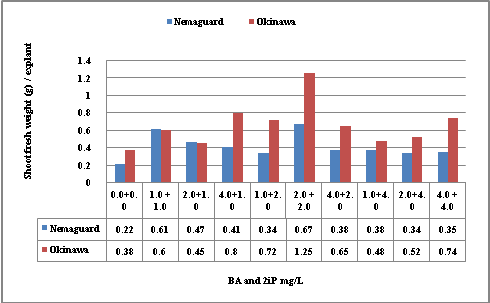 Nemaguard Okinawa
Shoot fresh weight (g) / explant
1.4
1.2
1
0.8
0.6
0.4
0.2
0
0.0+0.0 1.0+1.0 2.0+1.0 4.0+1.0 1.0+2.0 2.0+2.0 4.0+2.0 1.0+4.0 2.0+4.0 4.0+4.0
Nemaguard 0.22 0.61 0.47 0.41 0.34 0.67 0.38 0.38 0.34 0.35
Okinawa 0.38 0.6 0.45 0.8 0.72 1.25 0.65 0.48 0.52 0.74
BA and 2iP mg/L